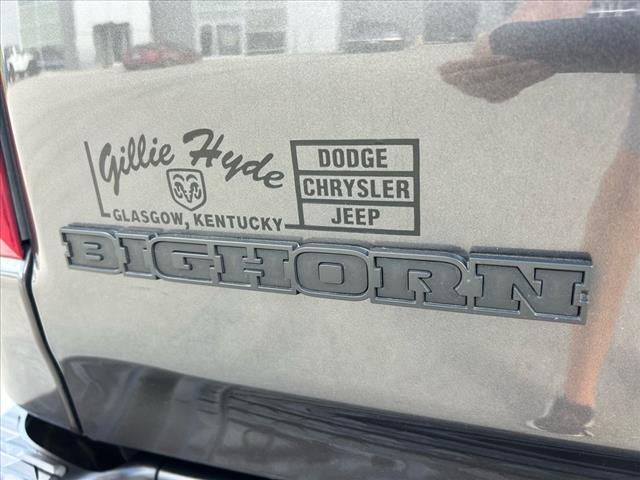 Gillie Hyde
GLASGOW, KENTUCKY
DODGE
CHRYSLER
JEEP
BIGHORN